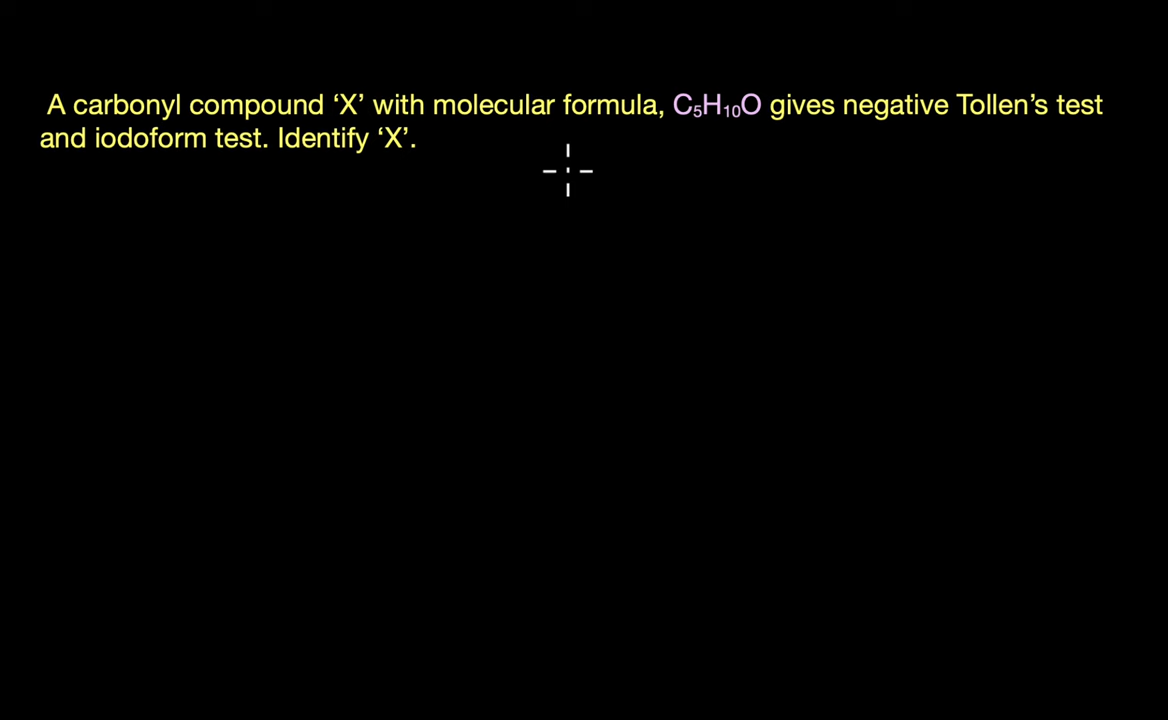 A carbonyl compound ‘X’ with molecular formula, C₅H₁₀O gives negative Tollen’s test
and iodoform test. Identify ‘X’.